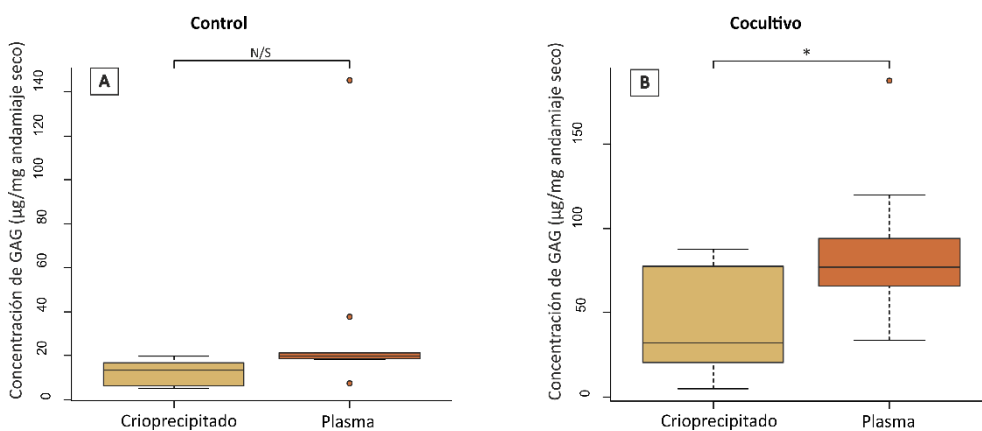 Control
N/S
A
Concentración de GAG (µg/mg andamiaje seco)
140
120
100
80
60
40
20
0
Crioprecipitado
Plasma
Cocultivo
*
B
Concentración de GAG (µg/mg andamiaje seco)
150
100
50
0
Crioprecipitado
Plasma